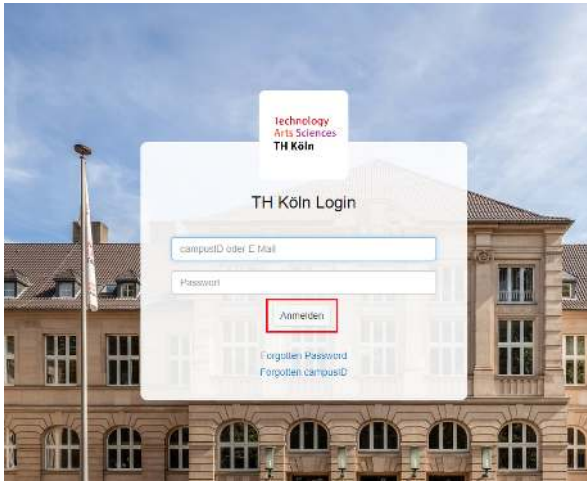 Technology
Arts Sciences
TH Köln
TH Köln Login
campusID oder E Mail
Passwort
Anmelden
Forgotten Password
Forgotten campusID